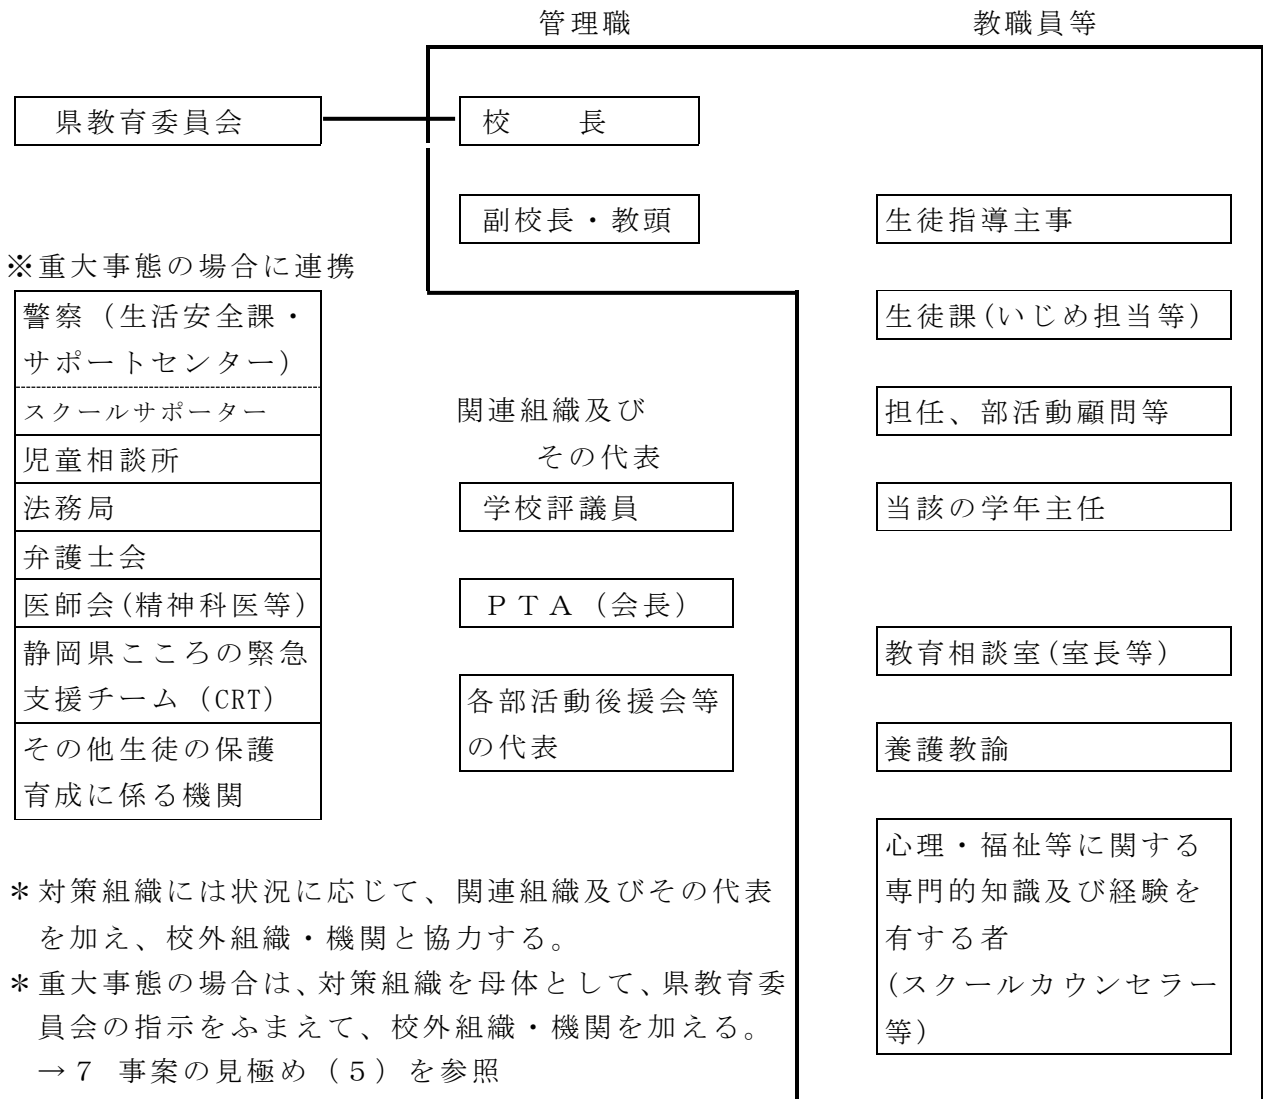 管理職
教職員等
県教育委員会
校　　長
副校長・教頭
生徒指導主事
※重大事態の場合に連携
警察（生活安全課・
サポートセンター）
スクールサポーター
児童相談所
法務局
弁護士会
医師会(精神科医等)
静岡県こころの緊急
支援チーム（CRT）
その他生徒の保護
育成に係る機関
関連組織及び
その代表
学校評議員
ＰＴＡ（会長）
各部活動後援会等
の代表
生徒課(いじめ担当等)
担任、部活動顧問等
当該の学年主任
教育相談室(室長等)
養護教諭
心理・福祉等に関する
専門的知識及び経験を
有する者
(スクールカウンセラー
等)
＊対策組織には状況に応じて、関連組織及びその代表
を加え、校外組織・機関と協力する。
＊重大事態の場合は、対策組織を母体として、県教育委
員会の指示をふまえて、校外組織・機関を加える。
→７ 事案の見極め（５）を参照